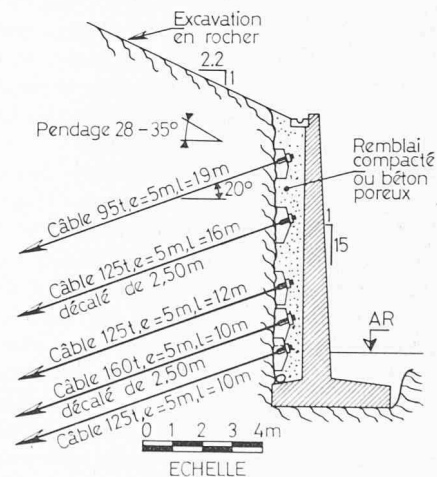 Excavation
en rocher
2.2
1
Pendage 28-35°
Remblai
compacté
ou béton
poreux
Câble 95t, e=5m, l=19m
20°
1
15
Câble 125t, e=5m, l=16m
décalé de 2,50m
Câble 125t, e=5m, l=12m
AR
Câble 160t, e=5m, l=10m
décalé de 2,50m
Câble 125t, e=5m, l=10m
0 1 2 3 4m
ECHELLE